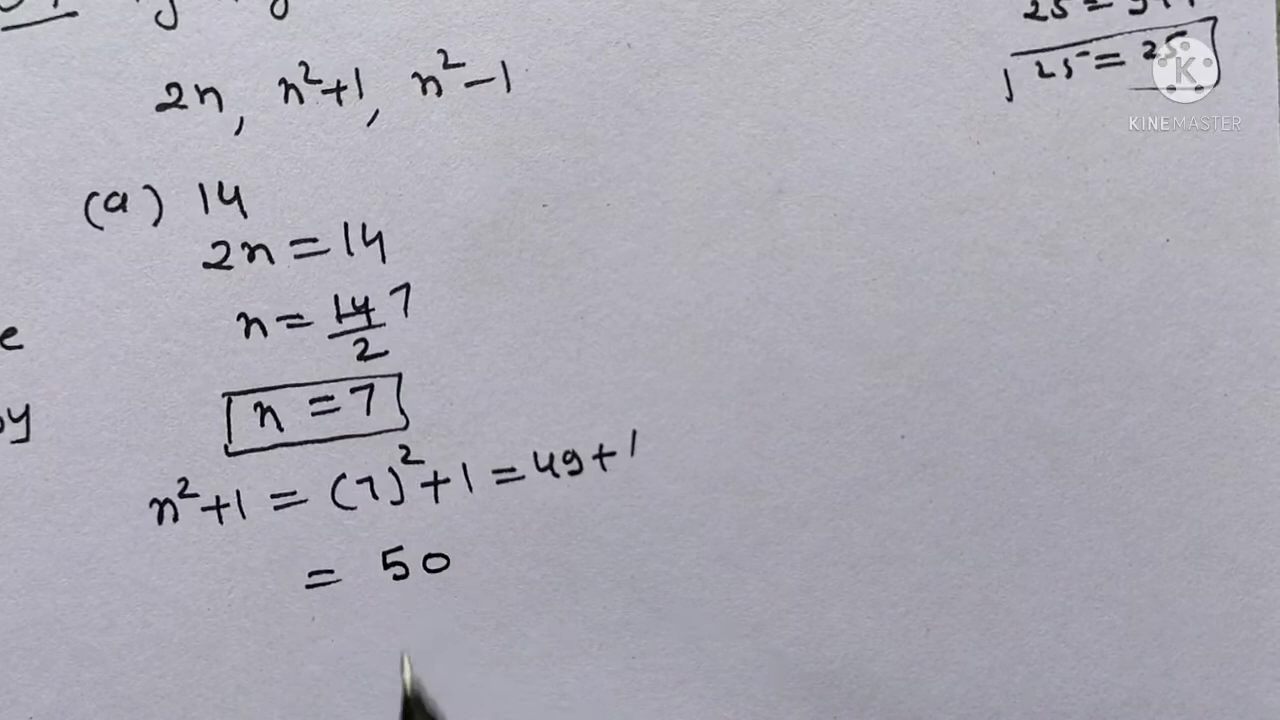 2n, n²+1, n²-1
25 = 25
KINEMASTER
(a) 14
2n = 14
n = 14/2 7
n = 7
n²+1 = (7)²+1 = 49+1
= 50